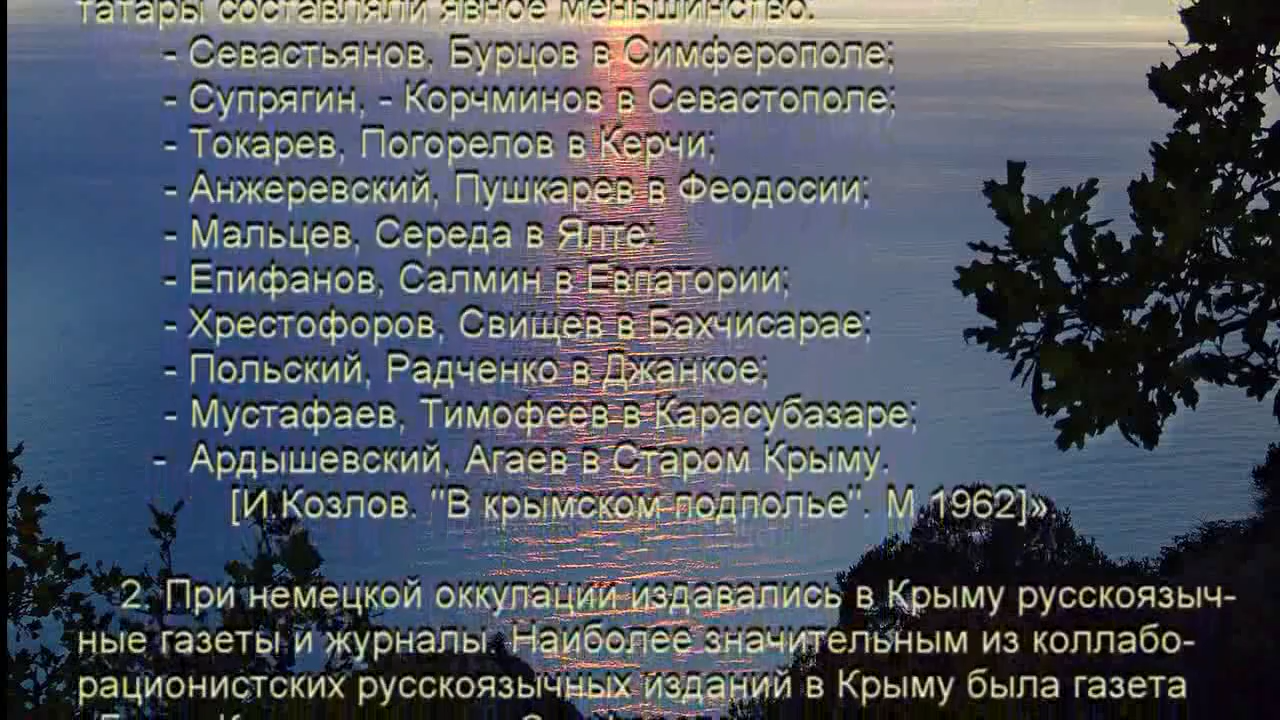 татары составляли явное меньшинство:
- Севастьянов, Бурцов в Симферополе;
- Супрягин, - Корчминов в Севастополе;
- Токарев, Погорелов в Керчи;
- Анжеревский, Пушкарев в Феодосии;
- Мальцев, Середа в Ялте;
- Епифанов, Салмин в Евпатории;
- Хрестофоров, Свищев в Бахчисарае;
- Польский, Радченко в Джанкое;
- Мустафаев, Тимофеев в Карасубазаре;
- Ардышевский, Агаев в Старом Крыму.
[И.Козлов. "В крымском подполье". М.1962]»
2. При немецкой оккулации издавались в Крыму русскоязыч-
ные газеты и журналы. Наиболее значительным из коллабо-
рационистских русскоязычных изданий в Крыму была газета